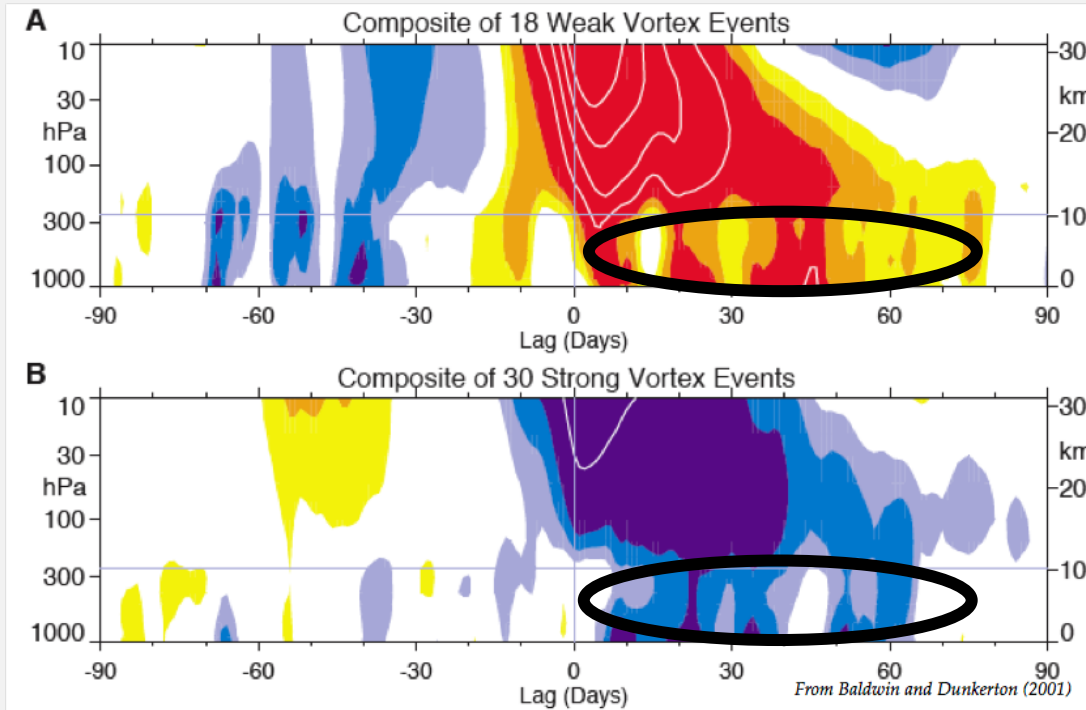 A
Composite of 18 Weak Vortex Events
10
30
hPa
100
300
1000
30
km
20
10
0
-90 -60 -30 0 30 60 90
Lag (Days)
B
Composite of 30 Strong Vortex Events
10
30
hPa
100
300
1000
30
km
20
10
0
-90 -60 -30 0 30 60 90
Lag (Days)
From Baldwin and Dunkerton (2001)